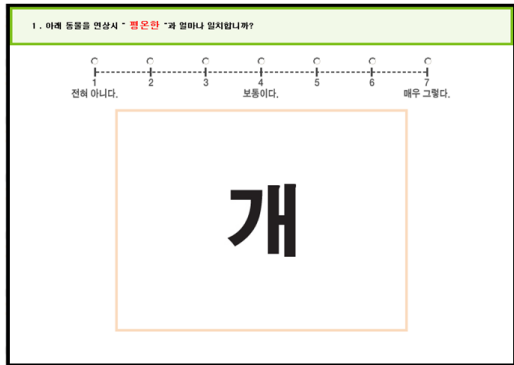 1 . 아래 동물을 연상시 " 평온한 "과 얼마나 일치합니까?
1 2 3 4 5 6 7
전혀 아니다. 보통이다. 매우 그렇다.
개